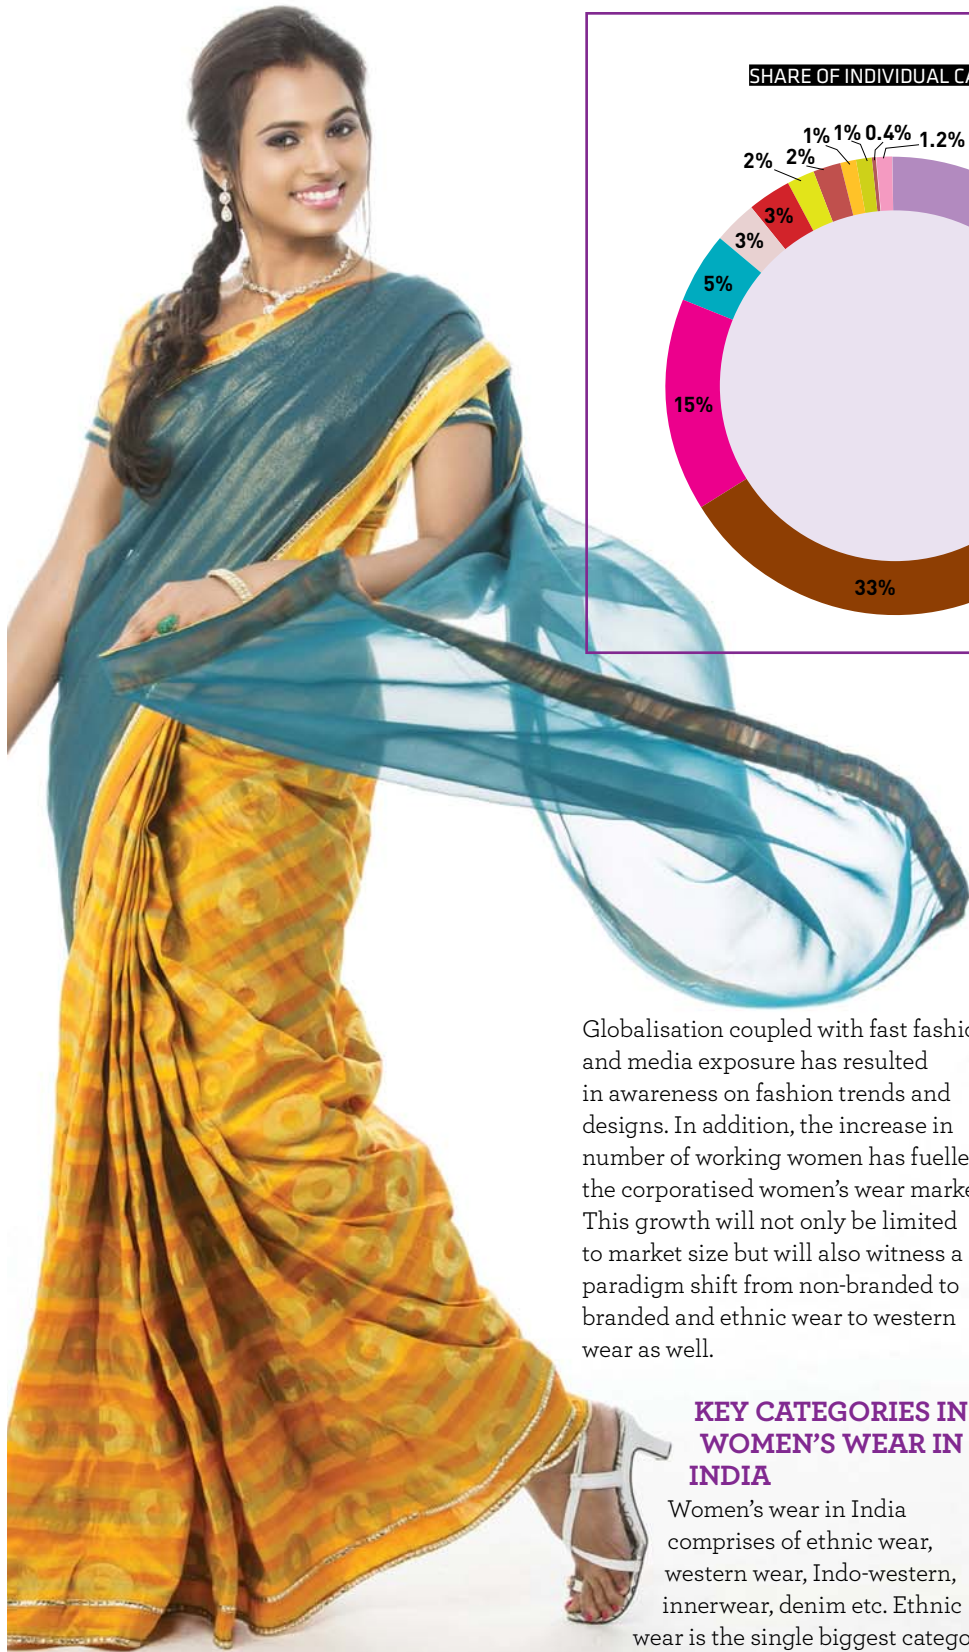 SHARE OF INDIVIDUAL
1% 1% 0.4% 1.2%
2% 2%
3%
3%
5%
15%
33%
Globalisation coupled with fast
and media exposure has resulted
in awareness on fashion trends and
designs. In addition, the increase in
number of working women has
the corporatised women's wear
This growth will not only be limited
to market size but will also witness a
paradigm shift from non-branded to
branded and ethnic wear to western
wear as well.
KEY CATEGORIES IN
WOMEN'S WEAR IN
INDIA
Women's wear in India
comprises of ethnic wear,
western wear, Indo-western,
innerwear, denim etc. Ethnic
wear is the single biggest